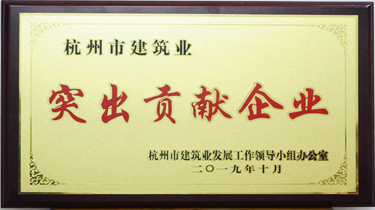 杭州市建筑业
突出贡献企业
杭州市建筑业发展工作领导小组办公室
二〇一九年十月